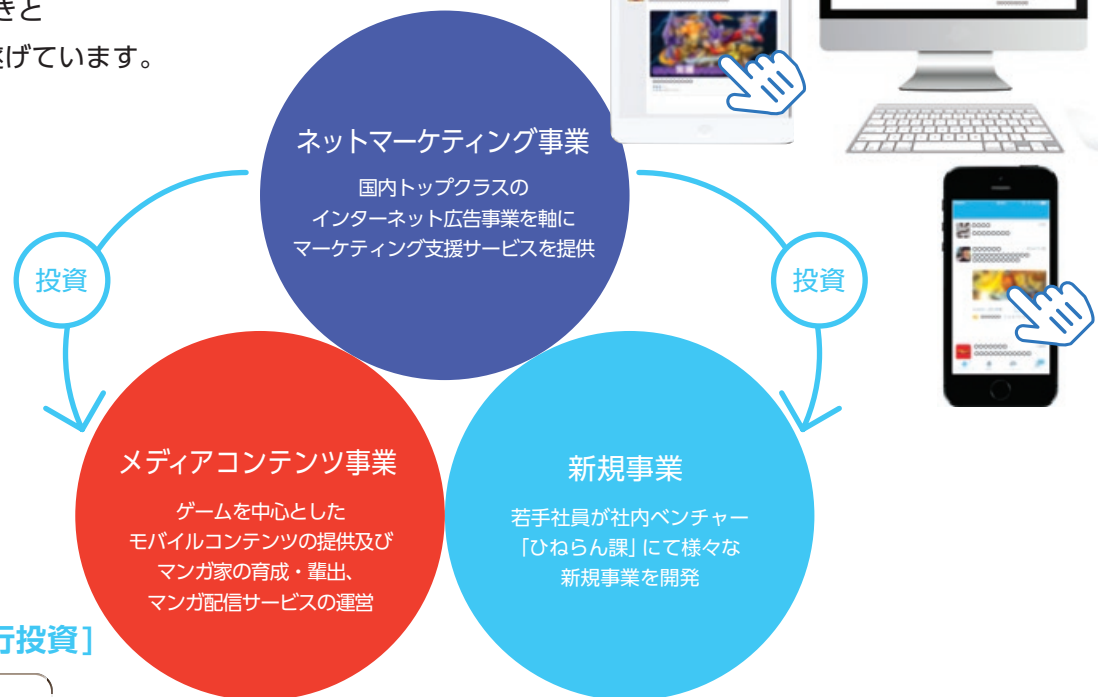 きと
遂げています。
ネットマーケティング事業
国内トップクラスの
インターネット広告事業を軸に
マーケティング支援サービスを提供
投資
投資
メディアコンテンツ事業
ゲームを中心とした
モバイルコンテンツの提供及び
マンガ家の育成・輩出、
マンガ配信サービスの運営
新規事業
若手社員が社内ベンチャー
「ひねらん課」にて様々な
新規事業を開発
行投資]